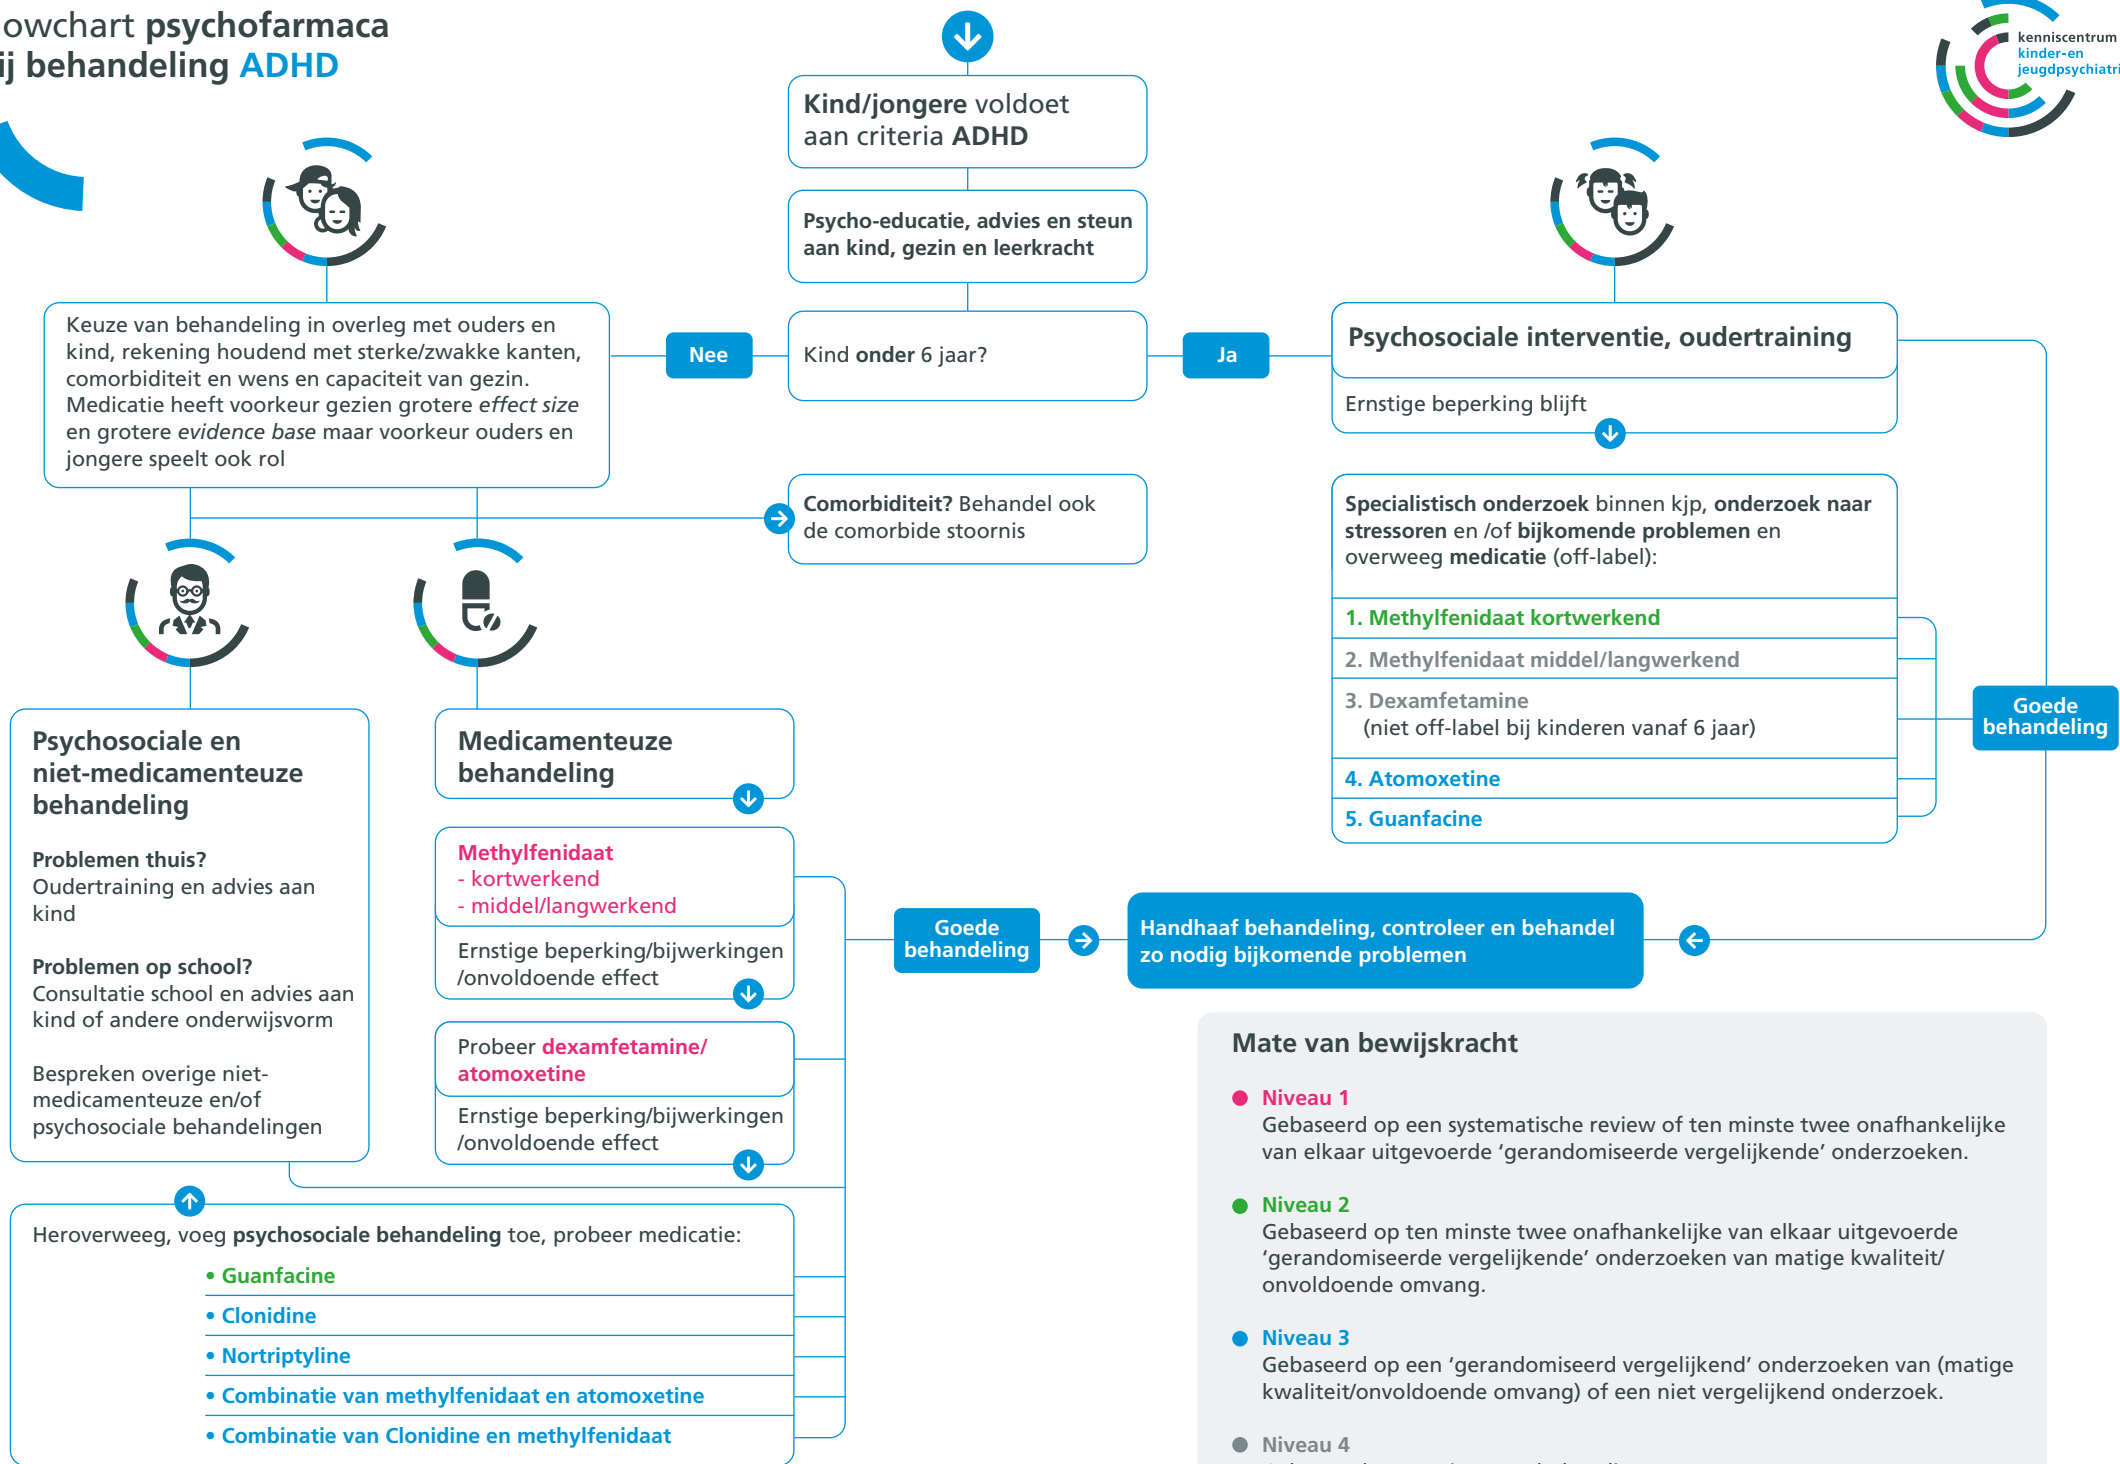 owchart psychofarmaca
ij behandeling ADHD
kenniscentrum
kinder-en
jeugdpsychiatri
Kind/jongere voldoet
aan criteria ADHD
Psycho-educatie, advies en steun
aan kind, gezin en leerkracht
Kind onder 6 jaar?
Nee
Ja
Keuze van behandeling in overleg met ouders en
kind, rekening houdend met sterke/zwakke kanten,
comorbiditeit en wens en capaciteit van gezin.
Medicatie heeft voorkeur gezien grotere effect size
en grotere evidence base maar voorkeur ouders en
jongere speelt ook rol
Comorbiditeit? Behandel ook
de comorbide stoornis
Psychosociale en
niet-medicamenteuze
behandeling
Problemen thuis?
Oudertraining en advies aan
kind
Problemen op school?
Consultatie school en advies aan
kind of andere onderwijsvorm
Bespreken overige niet-
medicamenteuze en/of
psychosociale behandelingen
Medicamenteuze
behandeling
Methylfenidaat
- kortwerkend
- middel/langwerkend
Ernstige beperking/bijwerkingen
/onvoldoende effect
Probeer dexamfetamine/
atomoxetine
Ernstige beperking/bijwerkingen
/onvoldoende effect
Heroverweeg, voeg psychosociale behandeling toe, probeer medicatie:
• Guanfacine
• Clonidine
• Nortriptyline
• Combinatie van methylfenidaat en atomoxetine
• Combinatie van Clonidine en methylfenidaat
Goede
behandeling
Handhaaf behandeling, controleer en behandel
zo nodig bijkomende problemen
Psychosociale interventie, oudertraining
Ernstige beperking blijft
Specialistisch onderzoek binnen kjp, onderzoek naar
stressoren en /of bijkomende problemen en
overweeg medicatie (off-label):
1. Methylfenidaat kortwerkend
2. Methylfenidaat middel/langwerkend
3. Dexamfetamine
(niet off-label bij kinderen vanaf 6 jaar)
4. Atomoxetine
5. Guanfacine
Goede
behandeling
Mate van bewijskracht
Niveau 1
Gebaseerd op een systematische review of ten minste twee onafhankelijke
van elkaar uitgevoerde ‘gerandomiseerde vergelijkende’ onderzoeken.
Niveau 2
Gebaseerd op ten minste twee onafhankelijke van elkaar uitgevoerde
‘gerandomiseerde vergelijkende’ onderzoeken van matige kwaliteit/
onvoldoende omvang.
Niveau 3
Gebaseerd op een ‘gerandomiseerd vergelijkend’ onderzoeken van (matige
kwaliteit/onvoldoende omvang) of een niet vergelijkend onderzoek.
Niveau 4